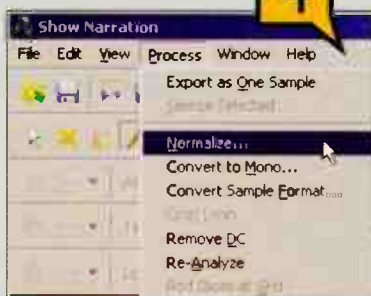 Show Narration
File Edit View Process Window Help
Export as One Sample
Normalize...
Convert to Mono...
Convert Sample Format....
Remove DC
Re-Analyze